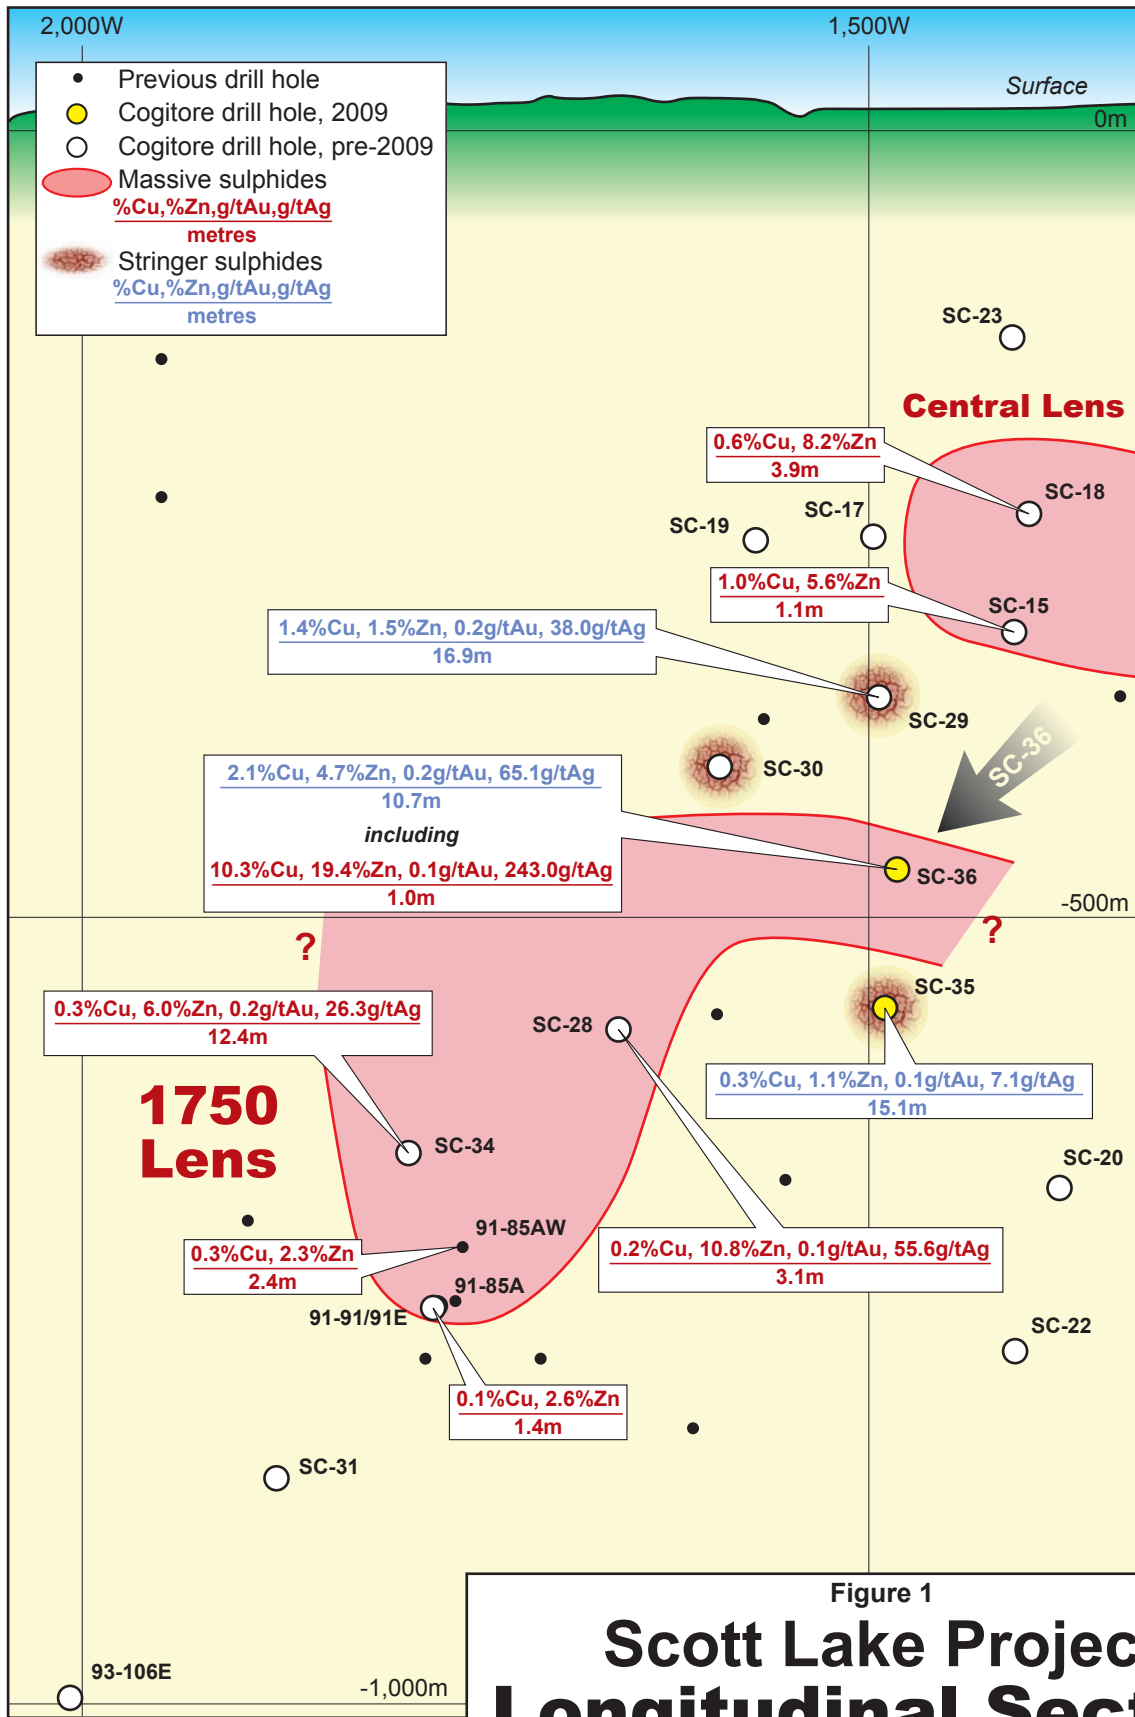 2,000W
1,500W
Surface
0m
Previous drill hole
Cogitore drill hole, 2009
Cogitore drill hole, pre-2009
Massive sulphides
%Cu,%Zn,g/tAu,g/tAg
metres
Stringer sulphides
%Cu,%Zn,g/tAu,g/tAg
metres
SC-23
Central Lens
0.6%Cu, 8.2%Zn
3.9m
SC-18
SC-17
SC-19
1.0%Cu, 5.6%Zn
1.1m
SC-15
1.4%Cu, 1.5%Zn, 0.2g/tAu, 38.0g/tAg
16.9m
SC-29
SC-30
SC-36
2.1%Cu, 4.7%Zn, 0.2g/tAu, 65.1g/tAg
10.7m
including
10.3%Cu, 19.4%Zn, 0.1g/tAu, 243.0g/tAg
1.0m
SC-36
-500m
?
?
SC-35
0.3%Cu, 6.0%Zn, 0.2g/tAu, 26.3g/tAg
12.4m
SC-28
0.3%Cu, 1.1%Zn, 0.1g/tAu, 7.1g/tAg
15.1m
1750
Lens
SC-34
SC-20
91-85AW
0.3%Cu, 2.3%Zn
2.4m
0.2%Cu, 10.8%Zn, 0.1g/tAu, 55.6g/tAg
3.1m
91-85A
91-91/91E
SC-22
0.1%Cu, 2.6%Zn
1.4m
SC-31
Figure 1
Scott Lake Projec
Longitudinal Sect
93-106E
-1,000m